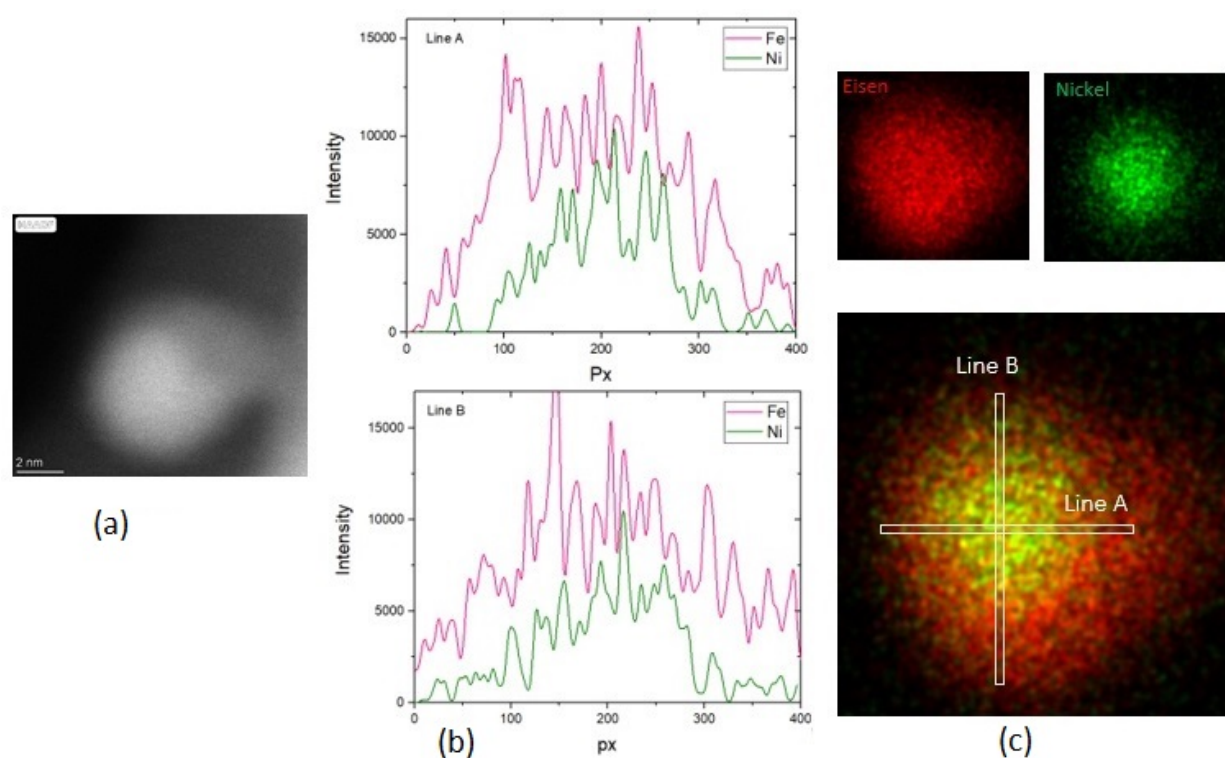 HAADF
2 nm
(a)
Line A
Fe
Ni
15000
10000
5000
0
Intensity
0 100 200 300 400
Px
Line B
Fe
Ni
15000
10000
5000
0
Intensity
0 100 200 300 400
px
(b)
Eisen
Nickel
Line B
Line A
(c)